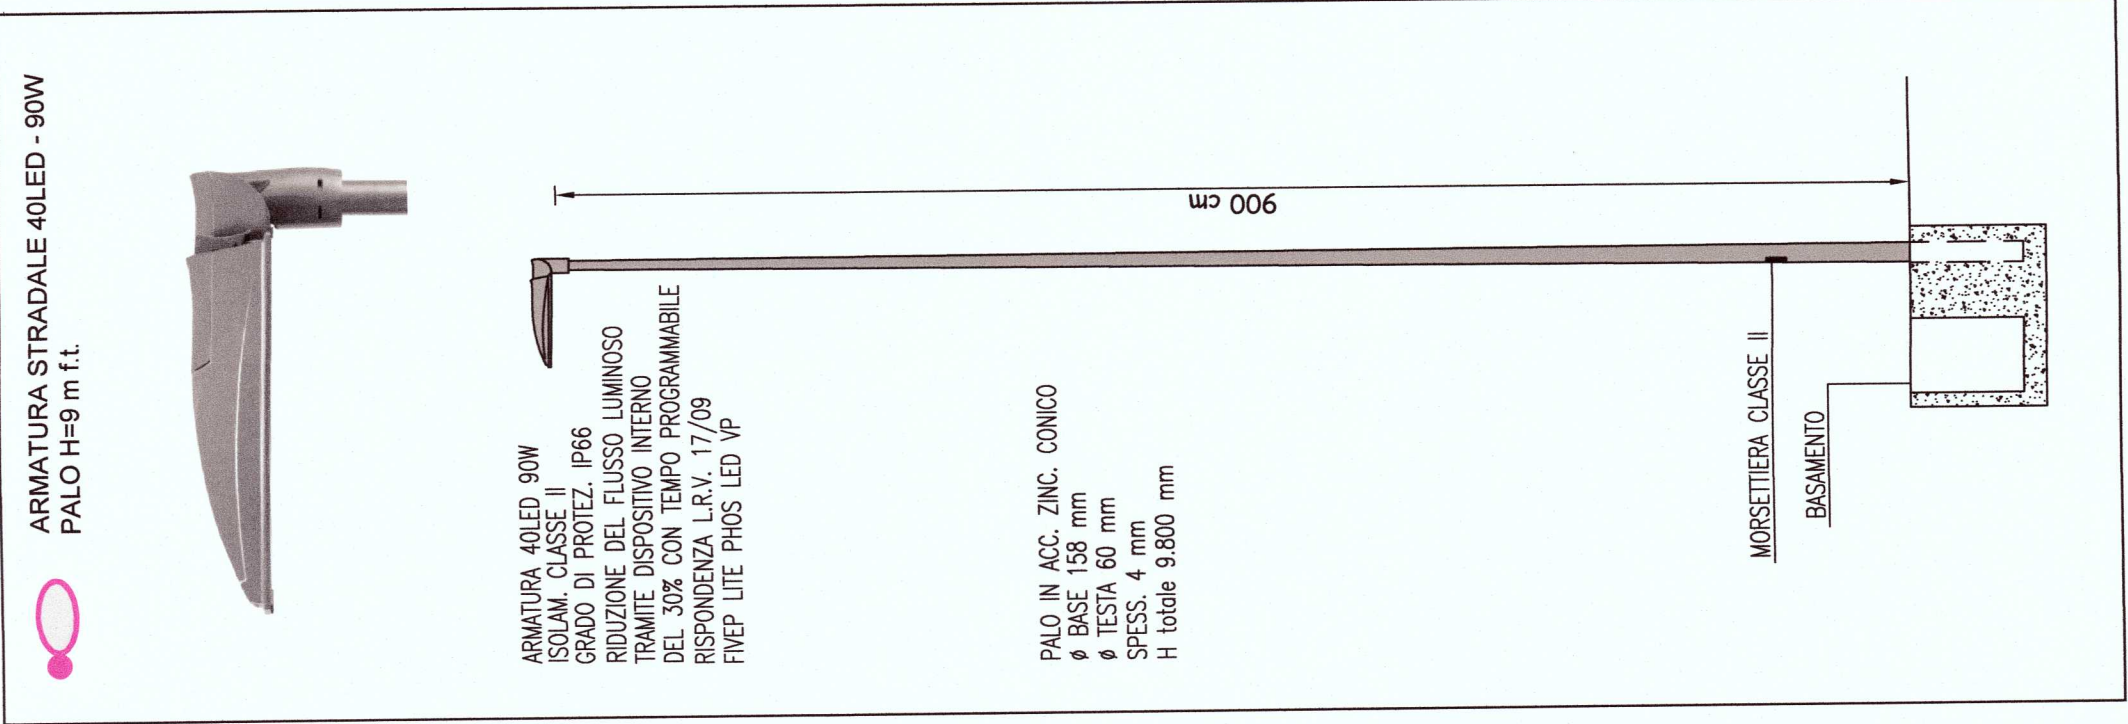 ARMATURA STRADALE 40LED - 90W
PALO H=9 m f.t.
ARMATURA 40LED 90W
ISOLAM. CLASSE II
GRADO DI PROTEZ. IP66
RIDUZIONE DEL FLUSSO LUMINOSO
TRAMITE DISPOSITIVO INTERNO
DEL 30% CON TEMPO PROGRAMMABILE
RISPONDENZA L.R.V. 17/09
FIVEP LITE PHOS LED VP
900 cm
PALO IN ACC. ZINC. CONICO
ø BASE 158 mm
ø TESTA 60 mm
SPESS. 4 mm
H totale 9.800 mm
MORSETTIERA CLASSE II
BASAMENTO